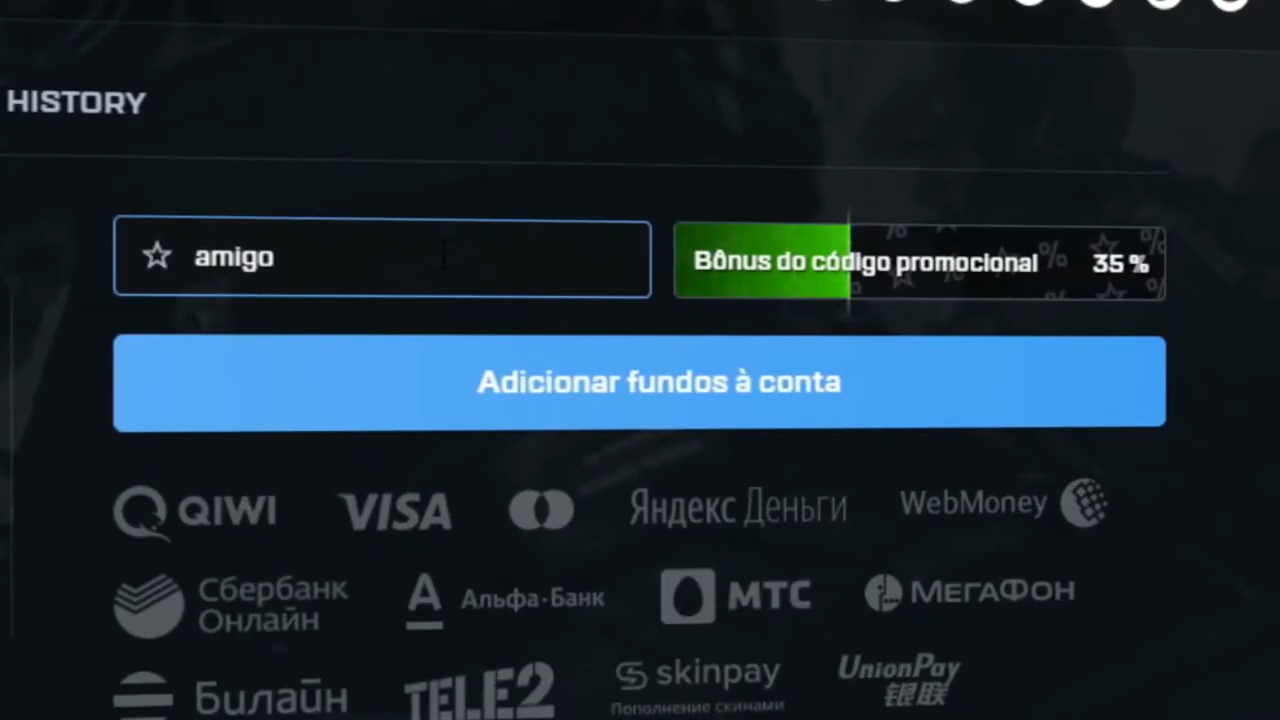 HISTORY
amigo
Bônus do código promocional 35 %
Adicionar fundos à conta
QIWI VISA Яндекс Деньги WebMoney
Сбербанк Онлайн
А Альфа·Банк МТС МЕГАФОН
Билайн TELE2 skinpay
Пополнение скинами
UnionPay
银联